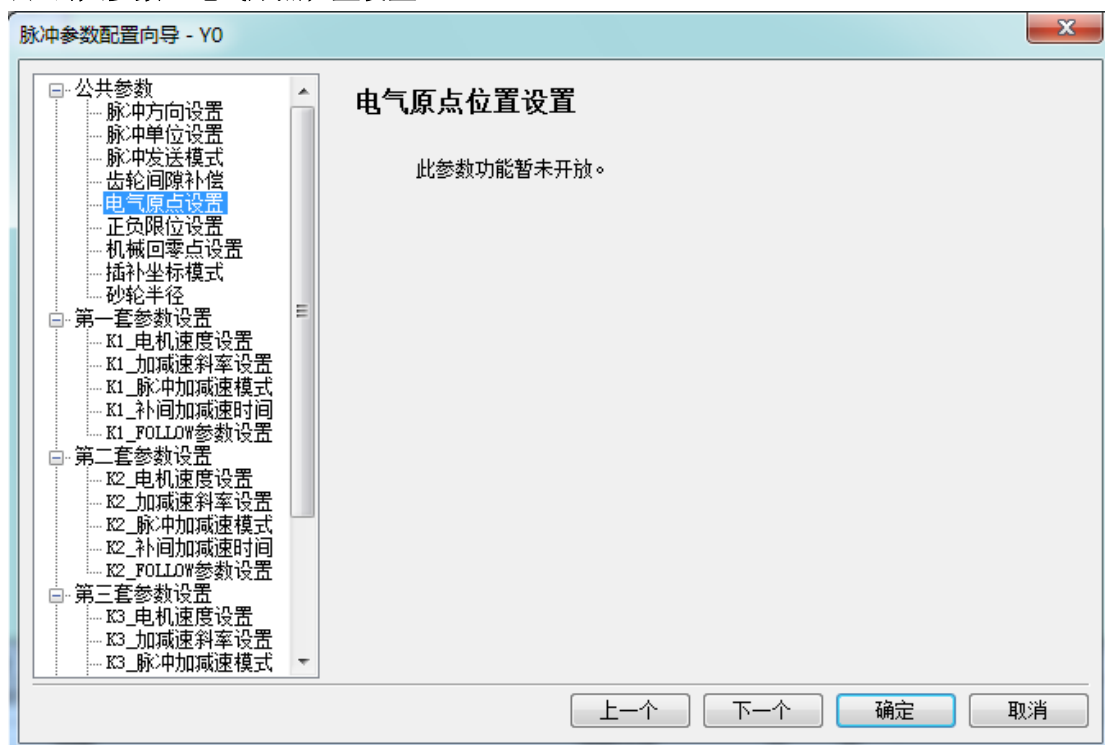 脉冲参数配置向导 - Y0
公共参数
脉冲方向设置
脉冲单位设置
脉冲发送模式
齿轮间隙补偿
电气原点设置
正负限位设置
机械回零点设置
插补坐标模式
砂轮半径
第一套参数设置
K1_电机速度设置
K1_加减速斜率设置
K1_脉冲加减速模式
K1_补间加减速时间
K1_FOLLOW参数设置
第二套参数设置
K2_电机速度设置
K2_加减速斜率设置
K2_脉冲加减速模式
K2_补间加减速时间
K2_FOLLOW参数设置
第三套参数设置
K3_电机速度设置
K3_加减速斜率设置
K3_脉冲加减速模式
电气原点位置设置
此参数功能暂未开放。
上一个 下一个 确定 取消